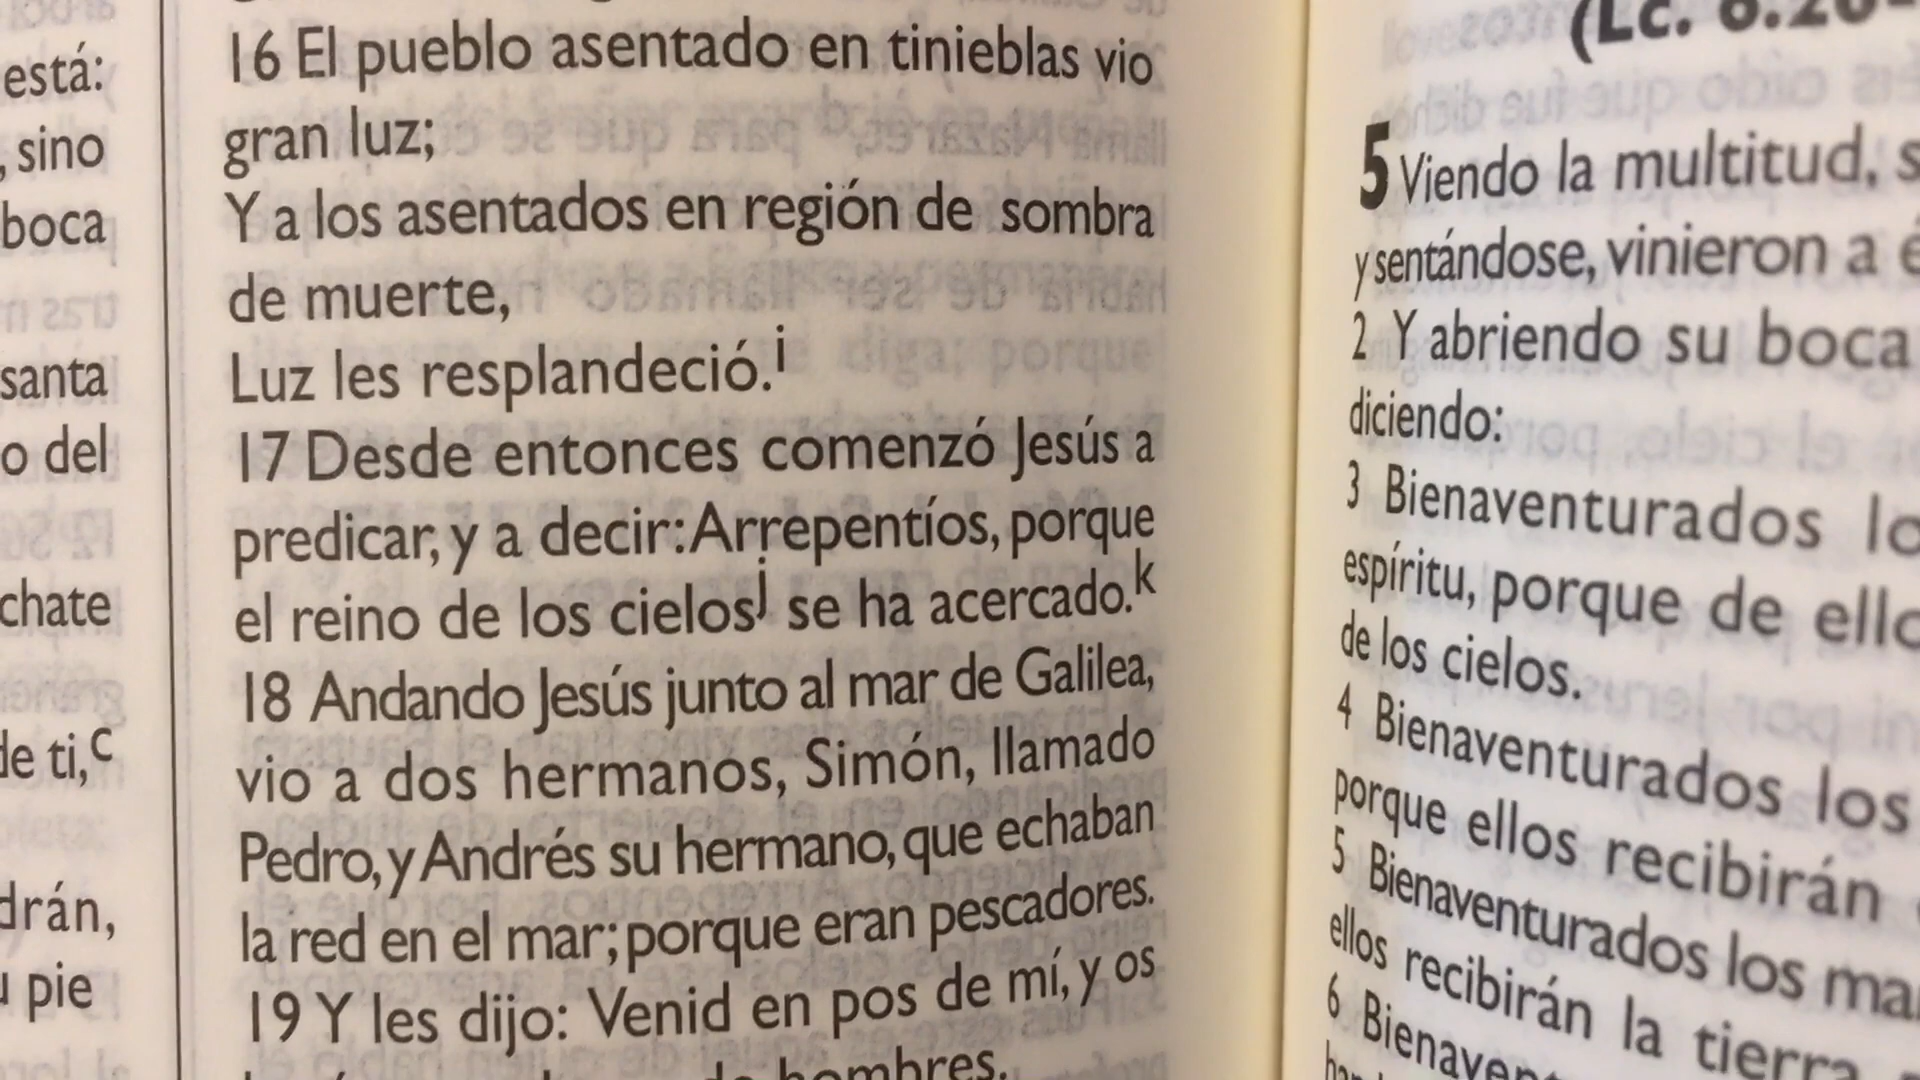 está:
, sino
boca
santa
o del
chate
de ti,c
drán,
pie
16 El pueblo asentado en tinieblas vio
gran luz;
Y a los asentados en región de sombra
de muerte,
Luz les resplandeció.i
17 Desde entonces comenzó Jesús a
predicar, y a decir: Arrepentíos, porque
el reino de los cielosj se ha acercado.k
18 Andando Jesús junto al mar de Galilea,
vio a dos hermanos, Simón, llamado
Pedro, y Andrés su hermano, que echaban
la red en el mar; porque eran pescadores.
19 Y les dijo: Venid en pos de mí, y os
hombres.
(Lc. 6.20-
5 Viendo la multitud, s
y sentándose, vinieron a é
2 Y abriendo su boca
diciendo:
3 Bienaventurados lo
espíritu, porque de ello
de los cielos.
4 Bienaventurados los
porque ellos recibirán
5 Bienaventurados los ma
ellos recibirán la tierra
6 Bienaven